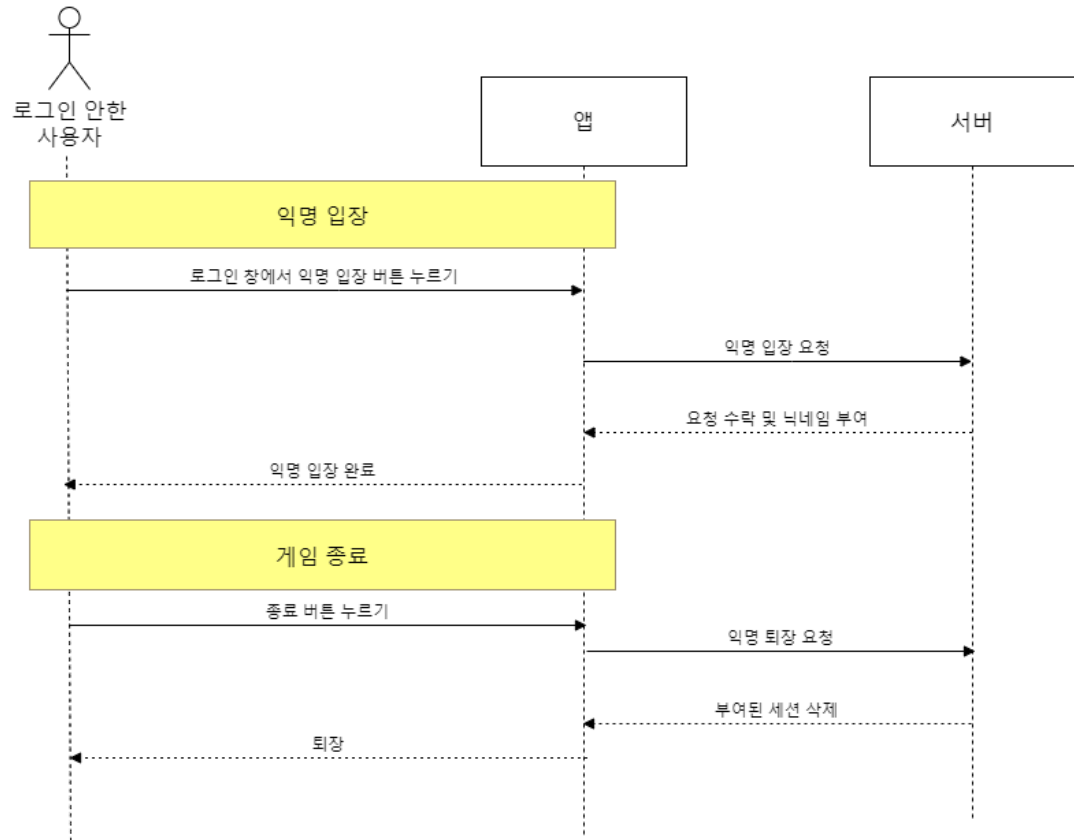 로그인 안한
사용자
앱
서버
익명 입장
로그인 창에서 익명 입장 버튼 누르기
익명 입장 요청
요청 수락 및 닉네임 부여
익명 입장 완료
게임 종료
종료 버튼 누르기
익명 퇴장 요청
부여된 세션 삭제
퇴장